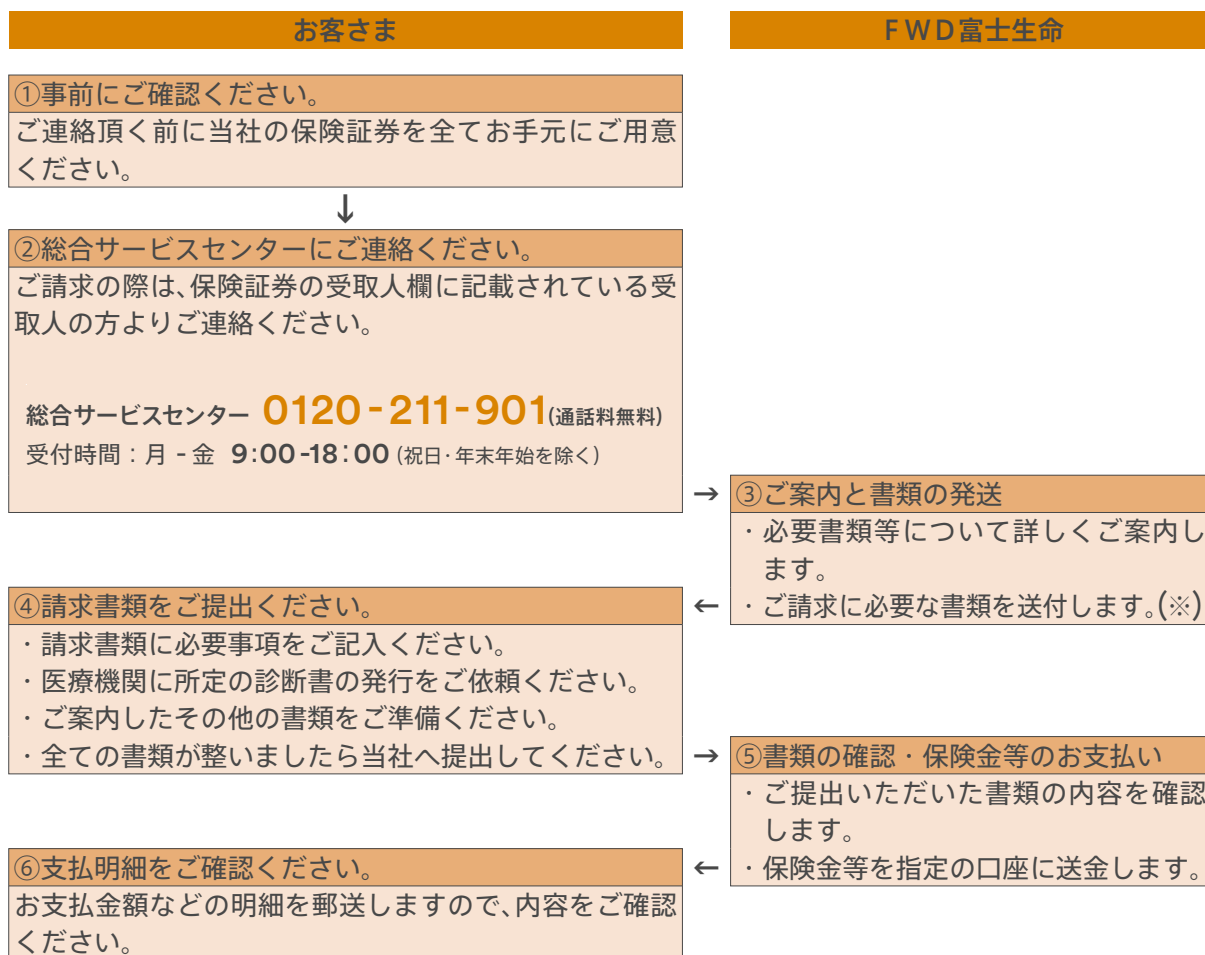 お客さま
FWD富士生命
①事前にご確認ください。
ご連絡頂く前に当社の保険証券を全てお手元にご用意
ください。
↓
②総合サービスセンターにご連絡ください。
ご請求の際は、保険証券の受取人欄に記載されている受
取人の方よりご連絡ください。
総合サービスセンター 0120-211-901(通話料無料)
受付時間：月-金 9:00-18:00(祝日・年末年始を除く)
→
③ご案内と書類の発送
・必要書類等について詳しくご案内し
ます。
・ご請求に必要な書類を送付します。(※)
←
④請求書類をご提出ください。
・請求書類に必要事項をご記入ください。
・医療機関に所定の診断書の発行をご依頼ください。
・ご案内したその他の書類をご準備ください。
・全ての書類が整いましたら当社へ提出してください。
→
⑤書類の確認・保険金等のお支払い
・ご提出いただいた書類の内容を確認
します。
・保険金等を指定の口座に送金します。
←
⑥支払明細をご確認ください。
お支払金額などの明細を郵送しますので、内容をご確認
ください。